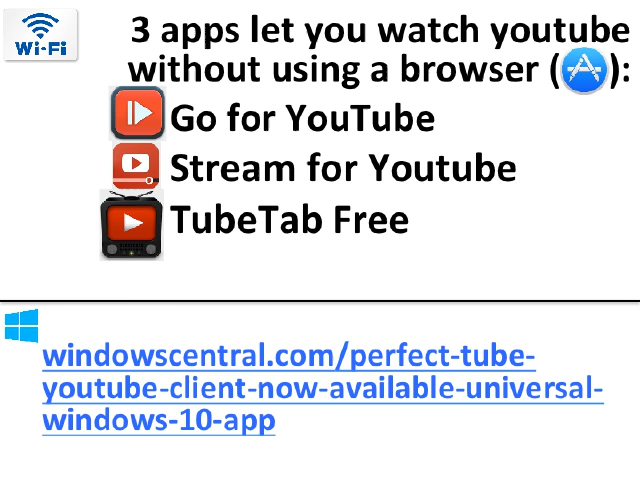 Wi-Fi
3 apps let you watch youtube
without using a browser ( ):
Go for YouTube
Stream for Youtube
TubeTab Free
windowscentral.com/perfect-tube-
youtube-client-now-available-universal-
windows-10-app